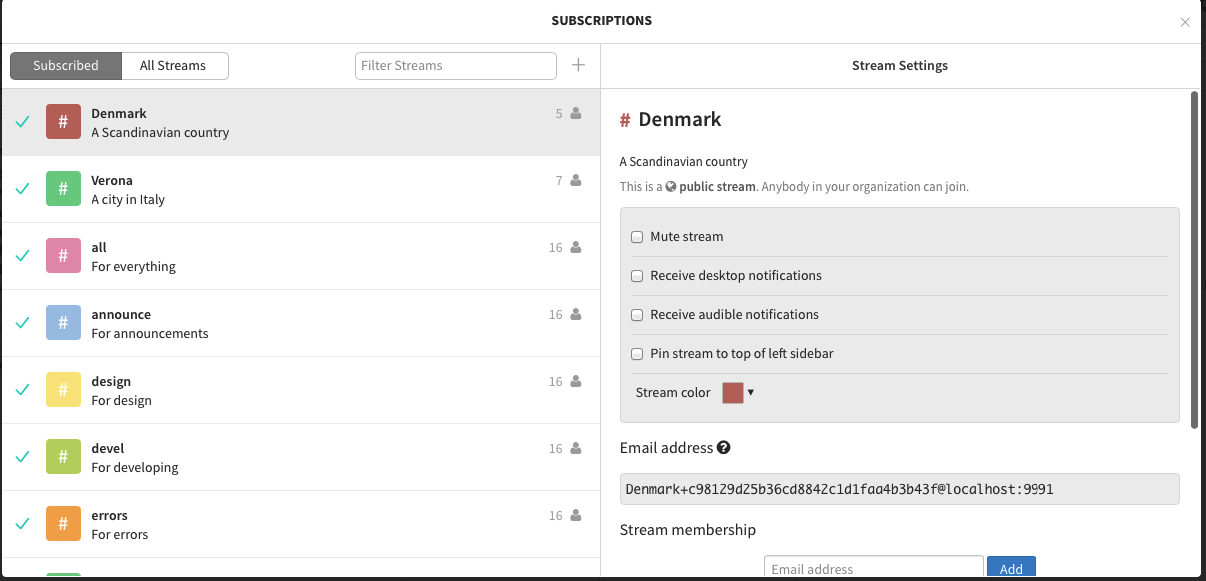 SUBSCRIPTIONS
×
Subscribed
All Streams
Filter Streams
+
Stream Settings
# Denmark 5
A Scandinavian country
# Verona 7
A city in Italy
# all 16
For everything
# announce 16
For announcements
# design 16
For design
# devel 16
For developing
# errors 16
For errors
# Denmark
A Scandinavian country
This is a public stream. Anybody in your organization can join.
Mute stream
Receive desktop notifications
Receive audible notifications
Pin stream to top of left sidebar
Stream color
Email address ?
Denmark+c98129d25b36cd8842c1d1faa4b3b43f@localhost:9991
Stream membership
Email address
Add